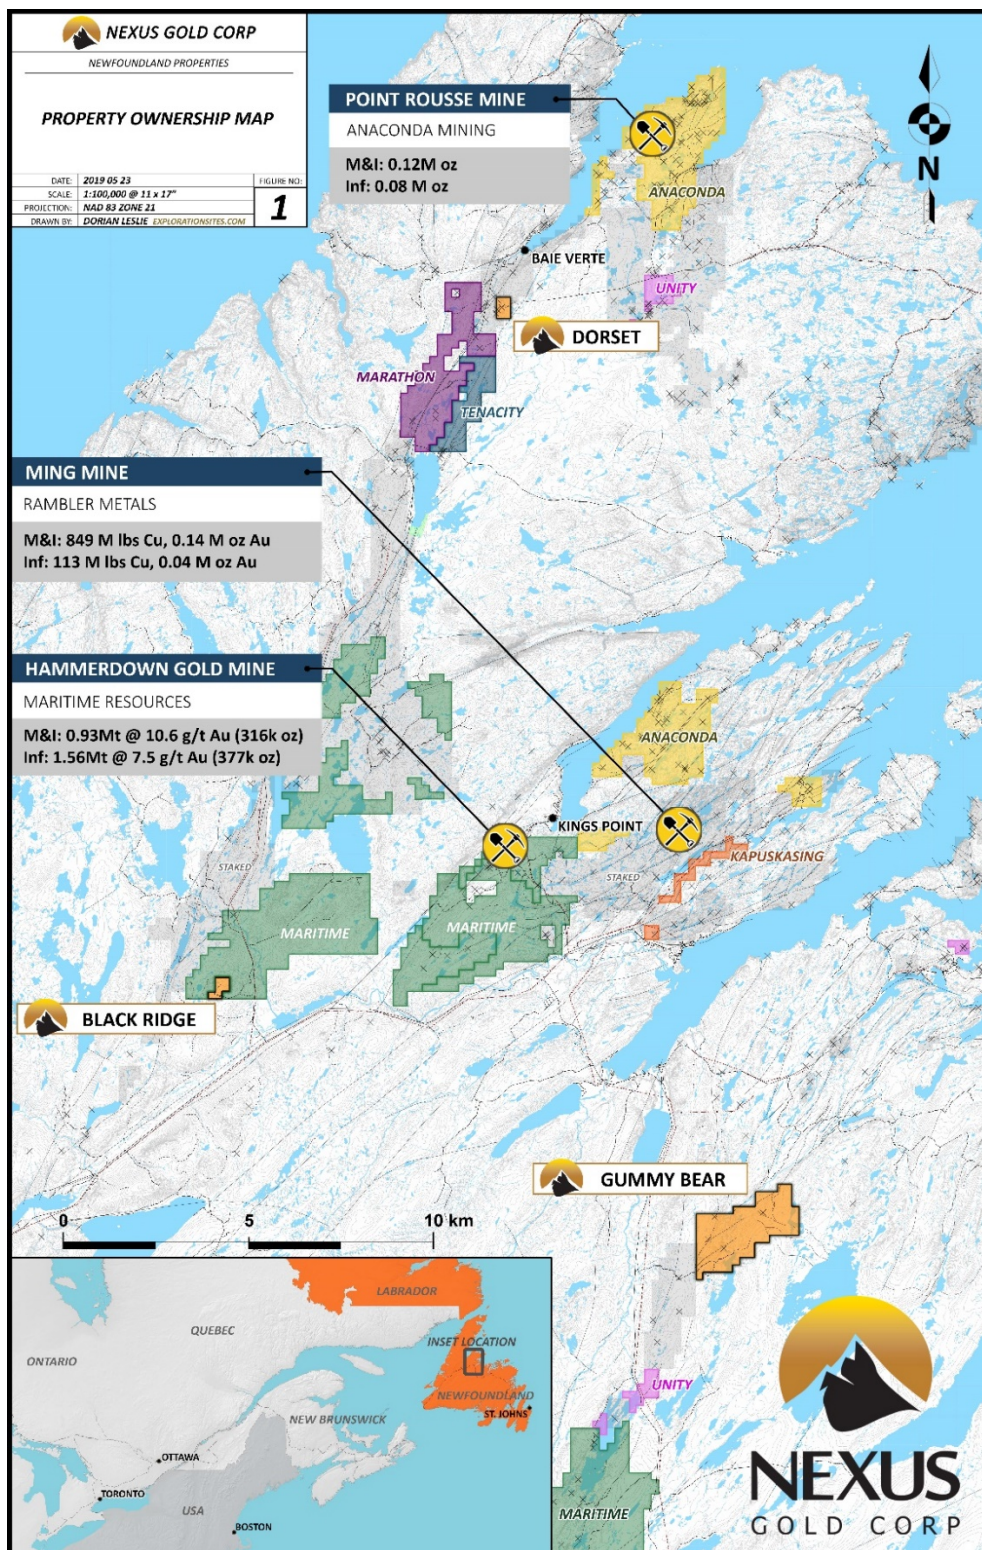 NEXUS GOLD CORP
NEWFOUNDLAND PROPERTIES
PROPERTY OWNERSHIP MAP
DATE: 2019 05 23
SCALE: 1:100,000 @ 11 x 17"
PROJECTION: NAD 83 ZONE 21
DRAWN BY: DORIAN LESLIE EXPLORATIONSITES.COM
FIGURE NO:
1
POINT ROUSSE MINE
ANACONDA MINING
M&I: 0.12M oz
Inf: 0.08 M oz
N
ANACONDA
BAIE VERTE
UNITY
DORSET
MARATHON
TENACITY
MING MINE
RAMBLER METALS
M&I: 849 M lbs Cu, 0.14 M oz Au
Inf: 113 M lbs Cu, 0.04 M oz Au
HAMMERDOWN GOLD MINE
MARITIME RESOURCES
M&I: 0.93Mt @ 10.6 g/t Au (316k oz)
Inf: 1.56Mt @ 7.5 g/t Au (377k oz)
ANACONDA
KINGS POINT
KAPUSKASING
STAKED
STAKED
MARITIME
MARITIME
BLACK RIDGE
GUMMY BEAR
0 5 10 km
LABRADOR
QUEBEC
INSET LOCATION
ONTARIO
NEWFOUNDLAND
ST. JOHNS
NEW BRUNSWICK
OTTAWA
TORONTO
USA
BOSTON
UNITY
MARITIME
NEXUS
GOLD CORP